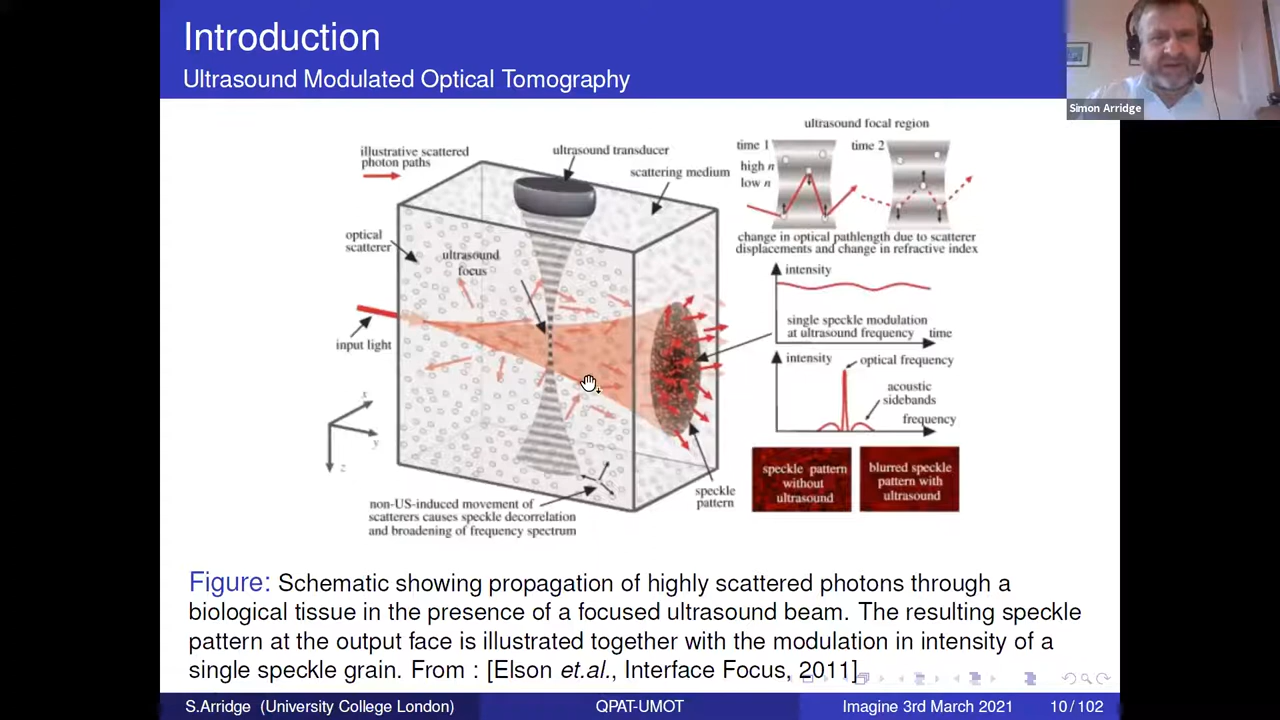 Introduction
Ultrasound Modulated Optical Tomography
Simon Arridge
illustrative scattered
photon paths
ultrasound transducer
scattering medium
optical
scatterer
ultrasound
focus
input light
x
y
z
non-US-induced movement of
scatterers causes speckle decorrelation
and broadening of frequency spectrum
speckle
pattern
ultrasound focal region
time 1
time 2
high n
low n
change in optical pathlength due to scatterer
displacements and change in refractive index
intensity
single speckle modulation
at ultrasound frequency
time
intensity
optical frequency
acoustic
sidebands
frequency
speckle pattern
without
ultrasound
blurred speckle
pattern with
ultrasound
Figure: Schematic showing propagation of highly scattered photons through a
biological tissue in the presence of a focused ultrasound beam. The resulting speckle
pattern at the output face is illustrated together with the modulation in intensity of a
single speckle grain. From : [Elson et.al., Interface Focus, 2011]
S.Arridge (University College London)
QPAT-UMOT
Imagine 3rd March 2021
10 / 102